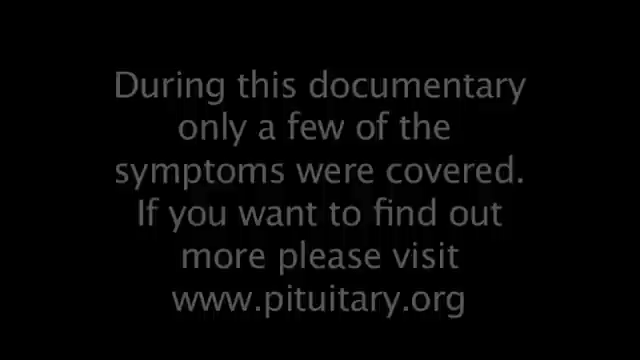 During this documentary
only a few of the
symptoms were covered.
If you want to find out
more please visit
www.pituitary.org